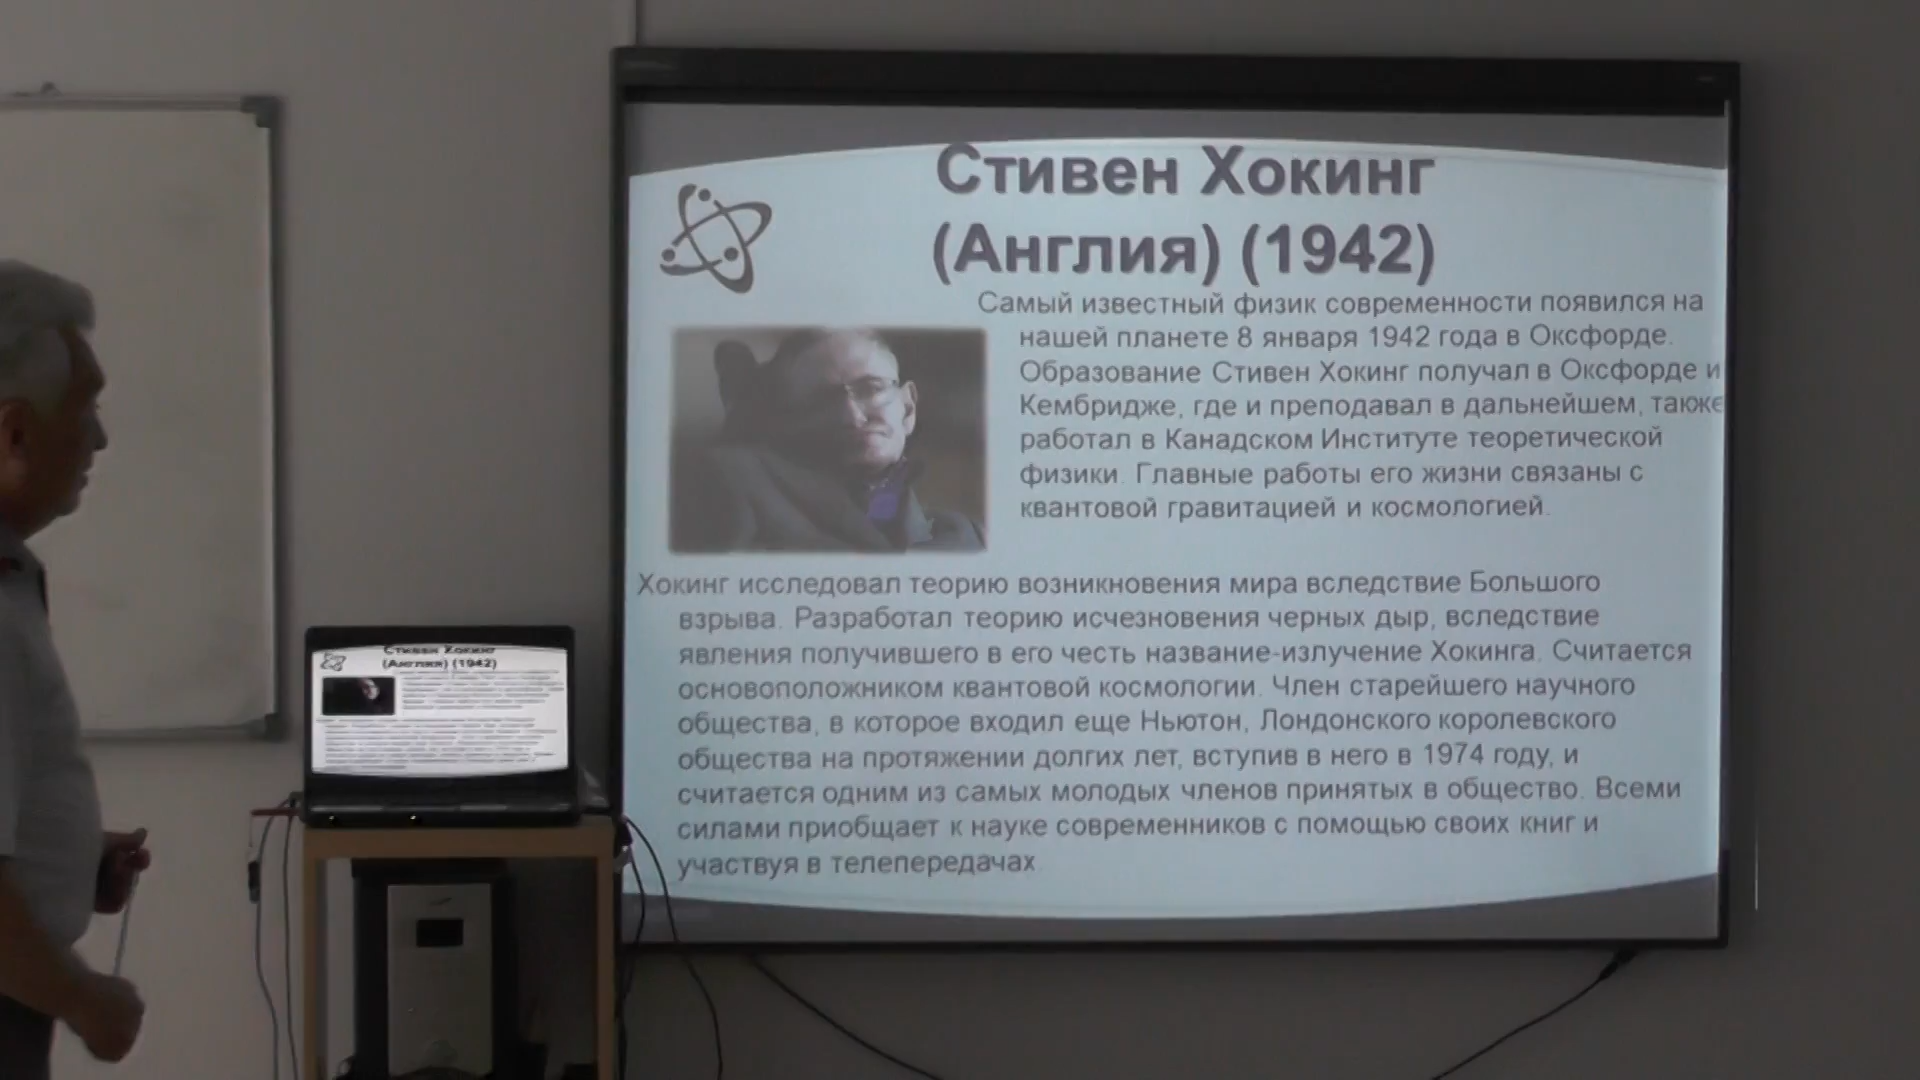 Стивен Хокинг
(Англия) (1942)
Самый известный физик современности появился на
нашей планете 8 января 1942 года в Оксфорде.
Образование Стивен Хокинг получал в Оксфорде и
Кембридже, где и преподавал в дальнейшем, также
работал в Канадском Институте теоретической
физики. Главные работы его жизни связаны с
квантовой гравитацией и космологией.
Хокинг исследовал теорию возникновения мира вследствие Большого
взрыва. Разработал теорию исчезновения черных дыр, вследствие
явления получившего в его честь название-излучение Хокинга. Считается
основоположником квантовой космологии. Член старейшего научного
общества, в которое входил еще Ньютон, Лондонского королевского
общества на протяжении долгих лет, вступив в него в 1974 году, и
считается одним из самых молодых членов принятых в общество. Всеми
силами приобщает к науке современников с помощью своих книг и
участвуя в телепередачах.
Стивен Хокинг
(Англия) (1942)